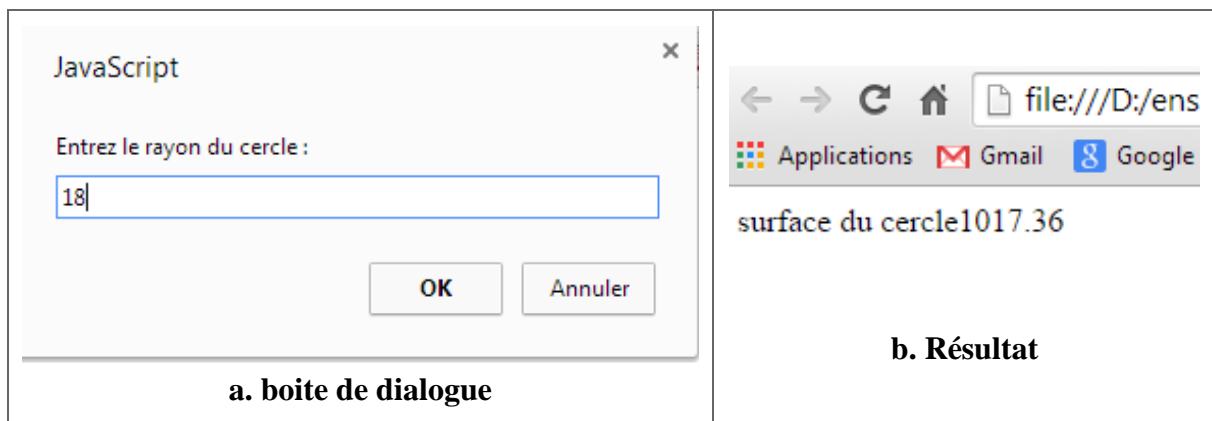 JavaScript
×
Entrez le rayon du cercle :
18
OK Annuler
a. boite de dialogue
file:///D:/ens
Applications Gmail 8 Google
surface du cercle1017.36
b. Résultat